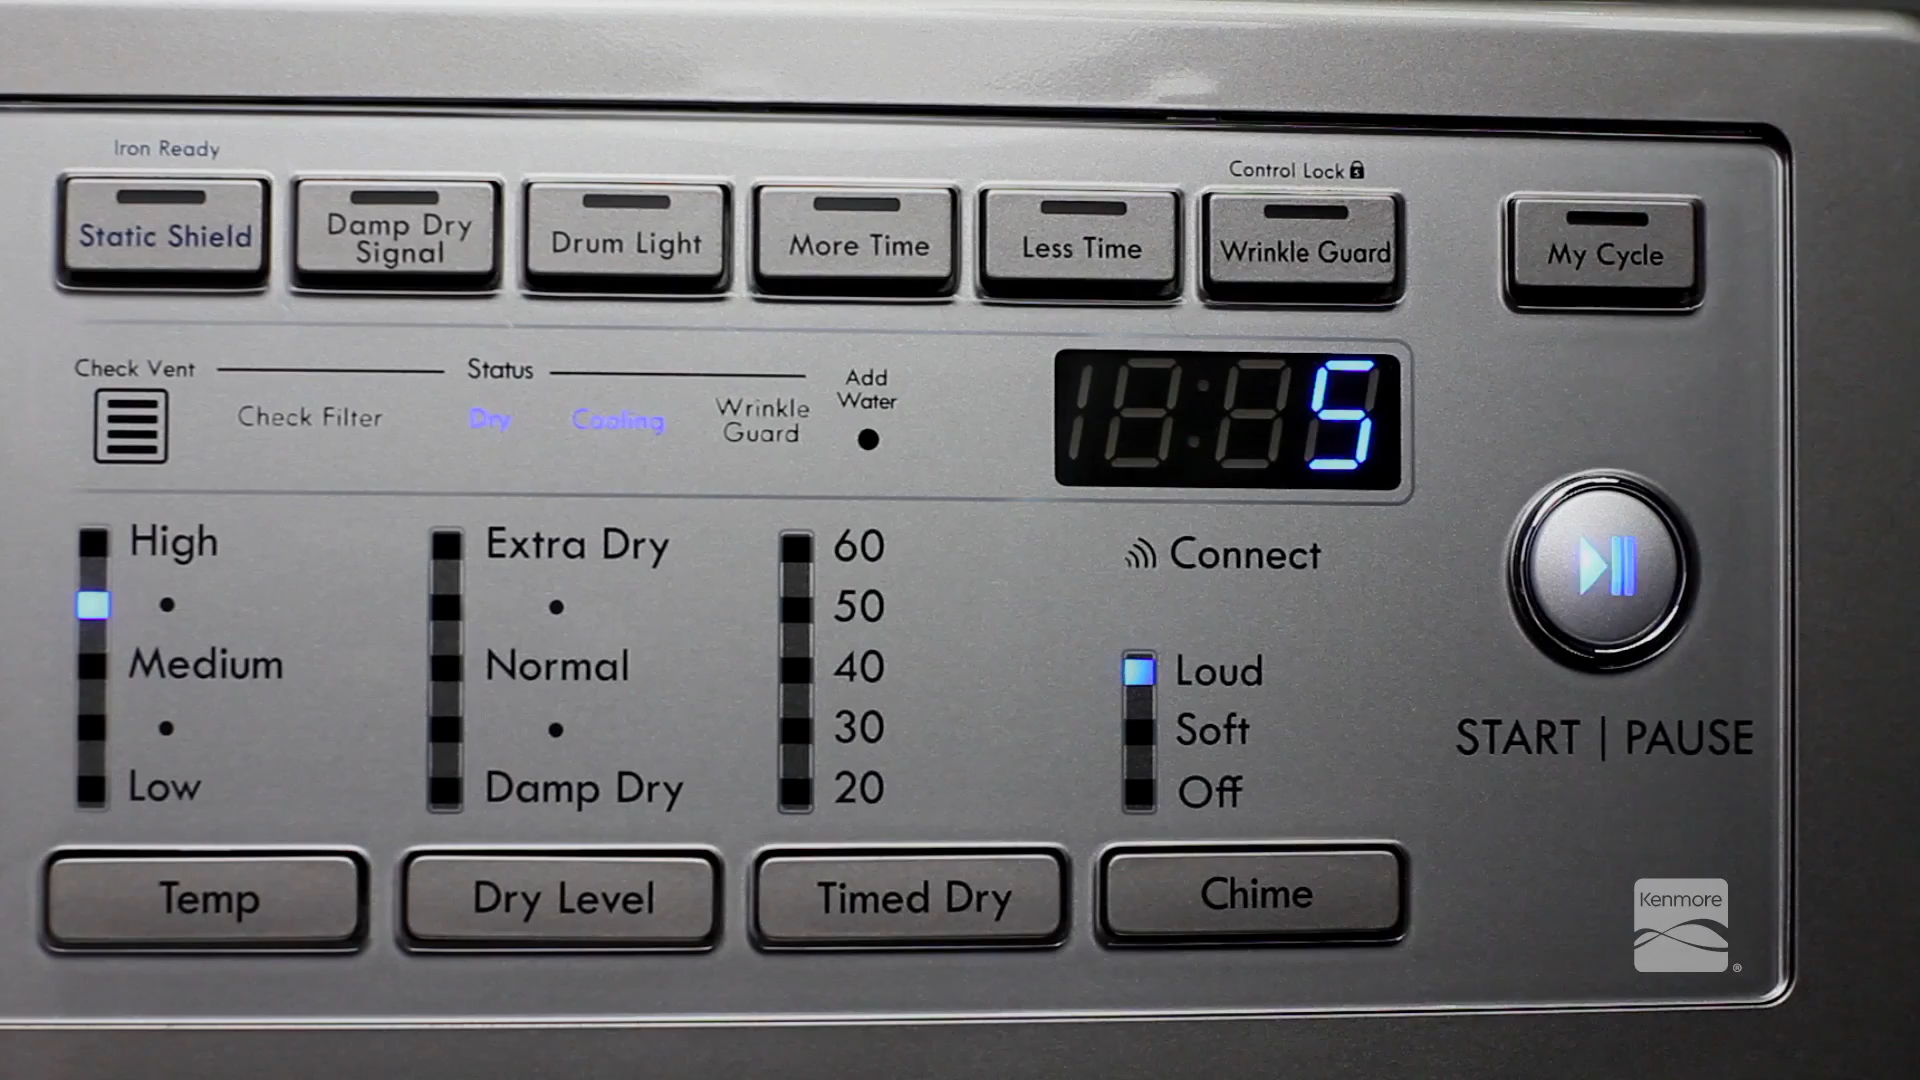 Iron Ready
Control Lock
Static Shield
Damp Dry
Signal
Drum Light
More Time
Less Time
Wrinkle Guard
My Cycle
Check Vent
Status
Add
Water
Check Filter
Dry
Cooling
Wrinkle
Guard
5
High
Medium
Low
Extra Dry
Normal
Damp Dry
60
50
40
30
20
Connect
Loud
Soft
Off
START | PAUSE
Temp
Dry Level
Timed Dry
Chime
Kenmore
®